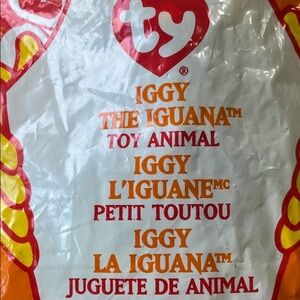 ty
®
IGGY
THE IGUANA™
TOY ANIMAL
IGGY
L'IGUANE MC
PETIT TOUTOU
IGGY
LA IGUANA™
JUGUETE DE ANIMAL